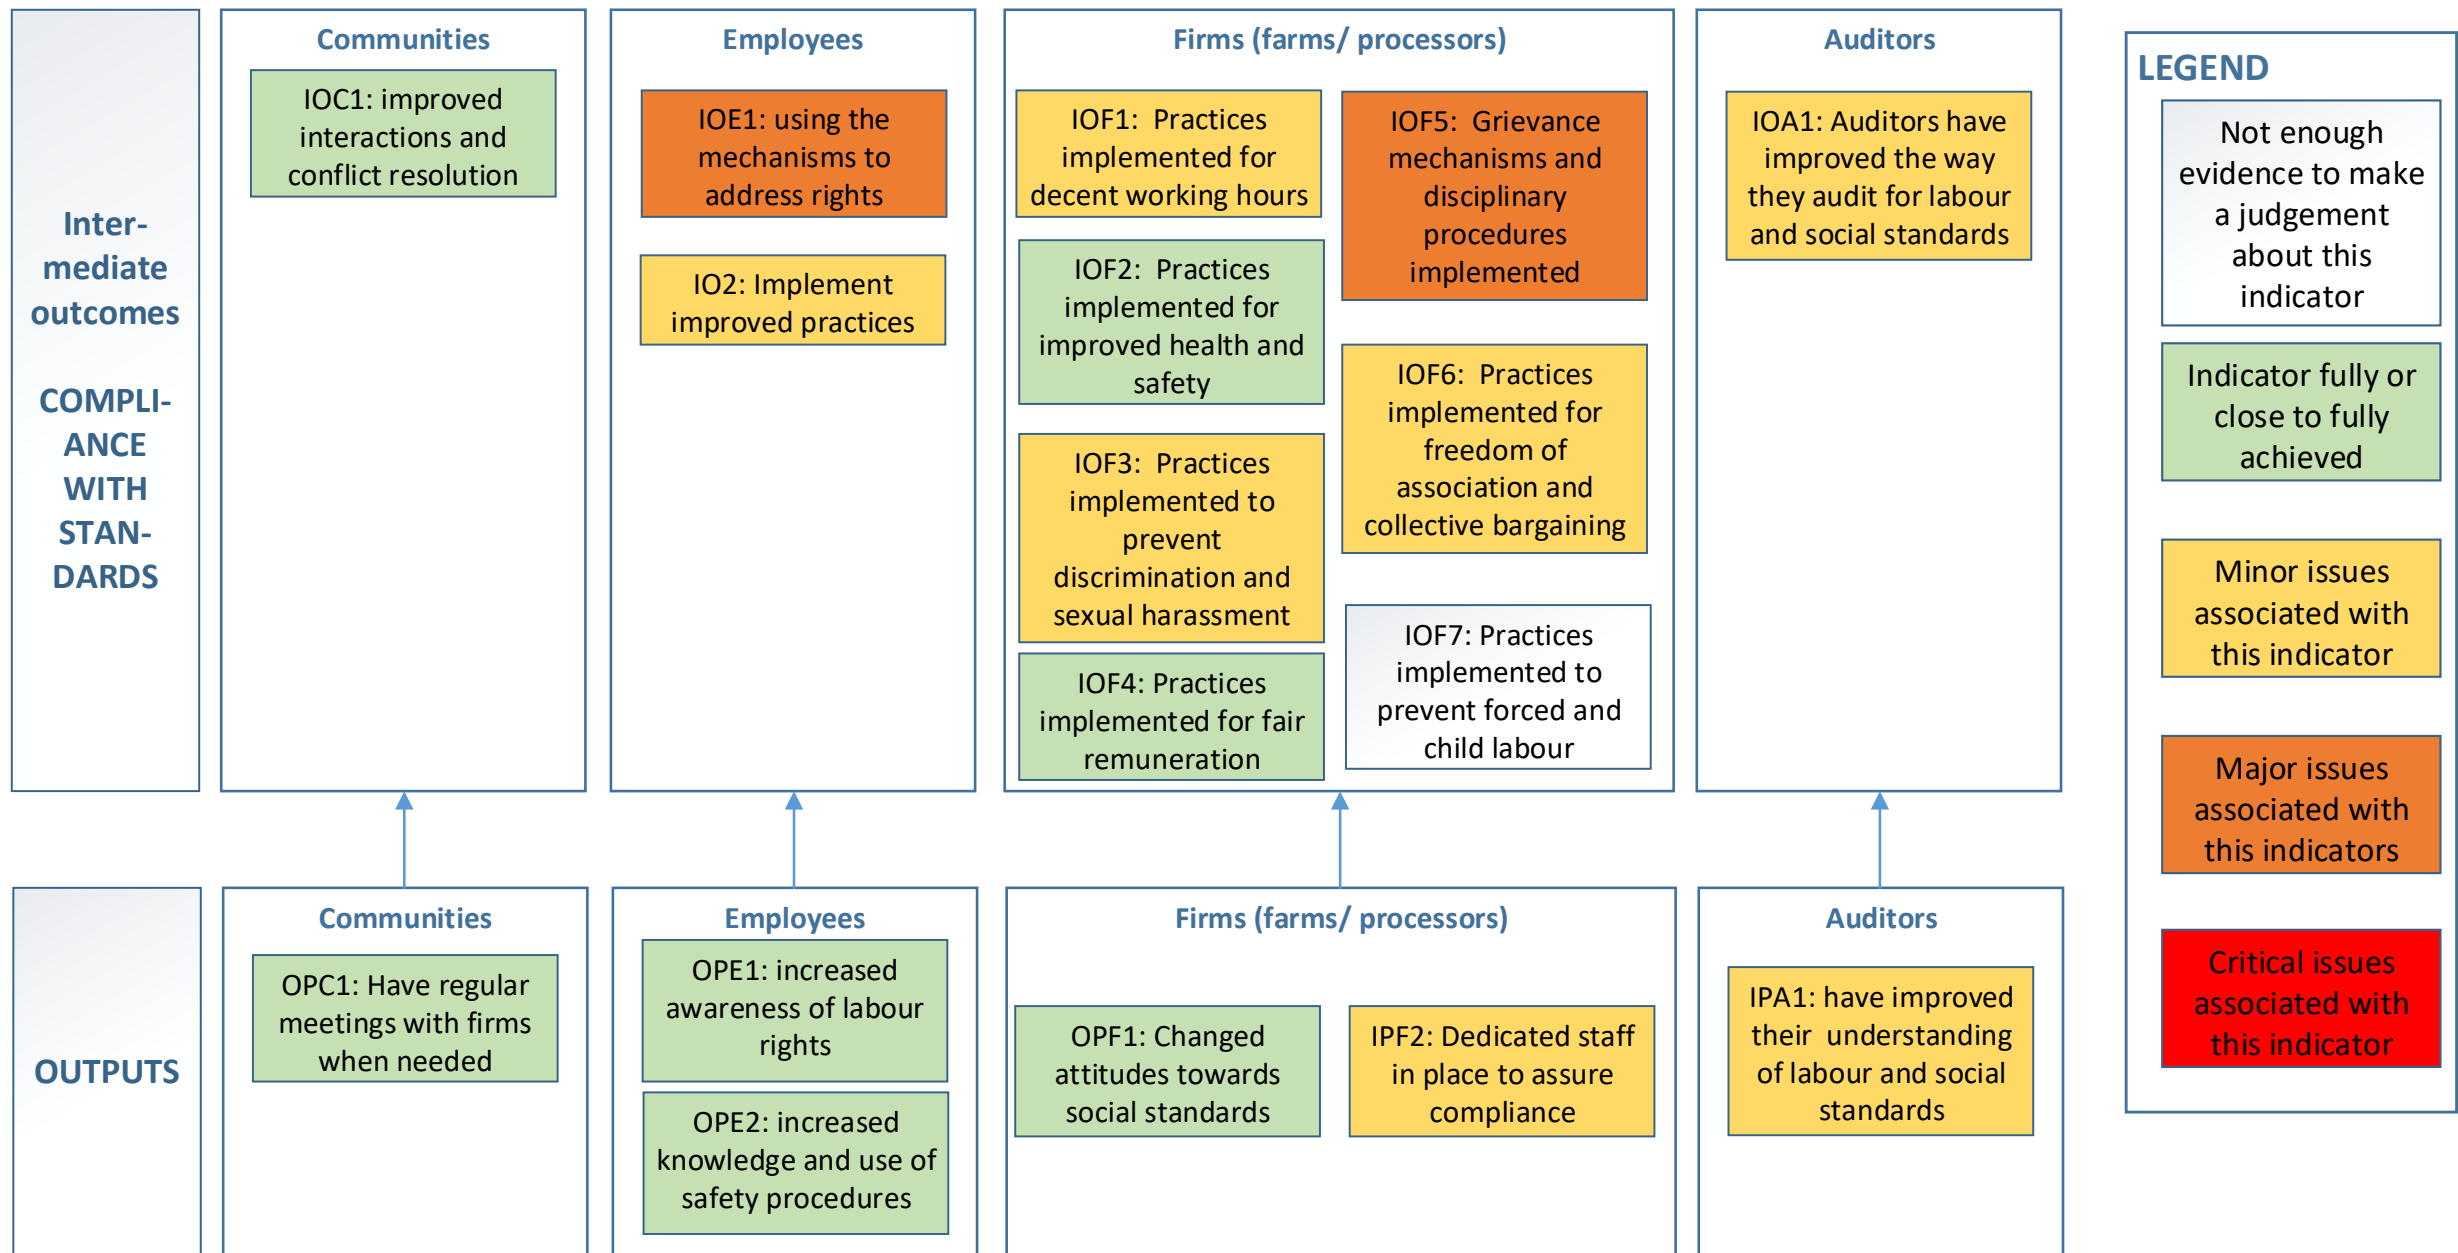 Inter-
mediate
outcomes
COMPLI-
ANCE
WITH
STAN-
DARDS
Communities
IOC1: improved
interactions and
conflict resolution
Employees
IOE1: using the
mechanisms to
address rights
IO2: Implement
improved practices
Firms (farms/ processors)
IOF1:  Practices
implemented for
decent working hours
IOF2:  Practices
implemented for
improved health and
safety
IOF3:  Practices
implemented to
prevent
discrimination and
sexual harassment
IOF4: Practices
implemented for fair
remuneration
IOF5:  Grievance
mechanisms and
disciplinary
procedures
implemented
IOF6:  Practices
implemented for
freedom of
association and
collective bargaining
IOF7: Practices
implemented to
prevent forced and
child labour
Auditors
IOA1: Auditors have
improved the way
they audit for labour
and social standards
OUTPUTS
Communities
OPC1: Have regular
meetings with firms
when needed
Employees
OPE1: increased
awareness of labour
rights
OPE2: increased
knowledge and use of
safety procedures
Firms (farms/ processors)
OPF1: Changed
attitudes towards
social standards
IPF2: Dedicated staff
in place to assure
compliance
Auditors
IPA1: have improved
their  understanding
of labour and social
standards
LEGEND
Not enough
evidence to make
a judgement
about this
indicator
Indicator fully or
close to fully
achieved
Minor issues
associated with
this indicator
Major issues
associated with
this indicators
Critical issues
associated with
this indicator